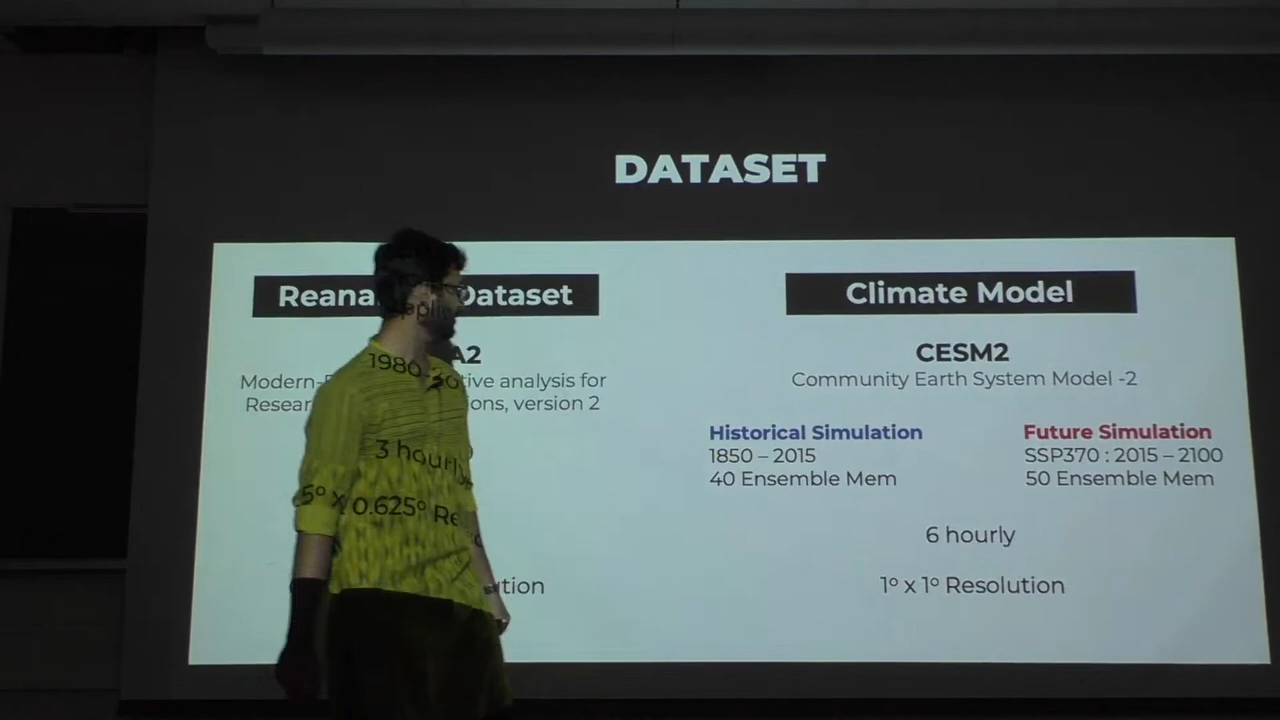 DATASET
Reana Dataset
A2
Modern- tive analysis for
Resear ions, version 2
1980-
3 hourly
5° x 0.625° Re
ution
Climate Model
CESM2
Community Earth System Model -2
Historical Simulation
1850 – 2015
40 Ensemble Mem
Future Simulation
SSP370 : 2015 – 2100
50 Ensemble Mem
6 hourly
1° x 1° Resolution